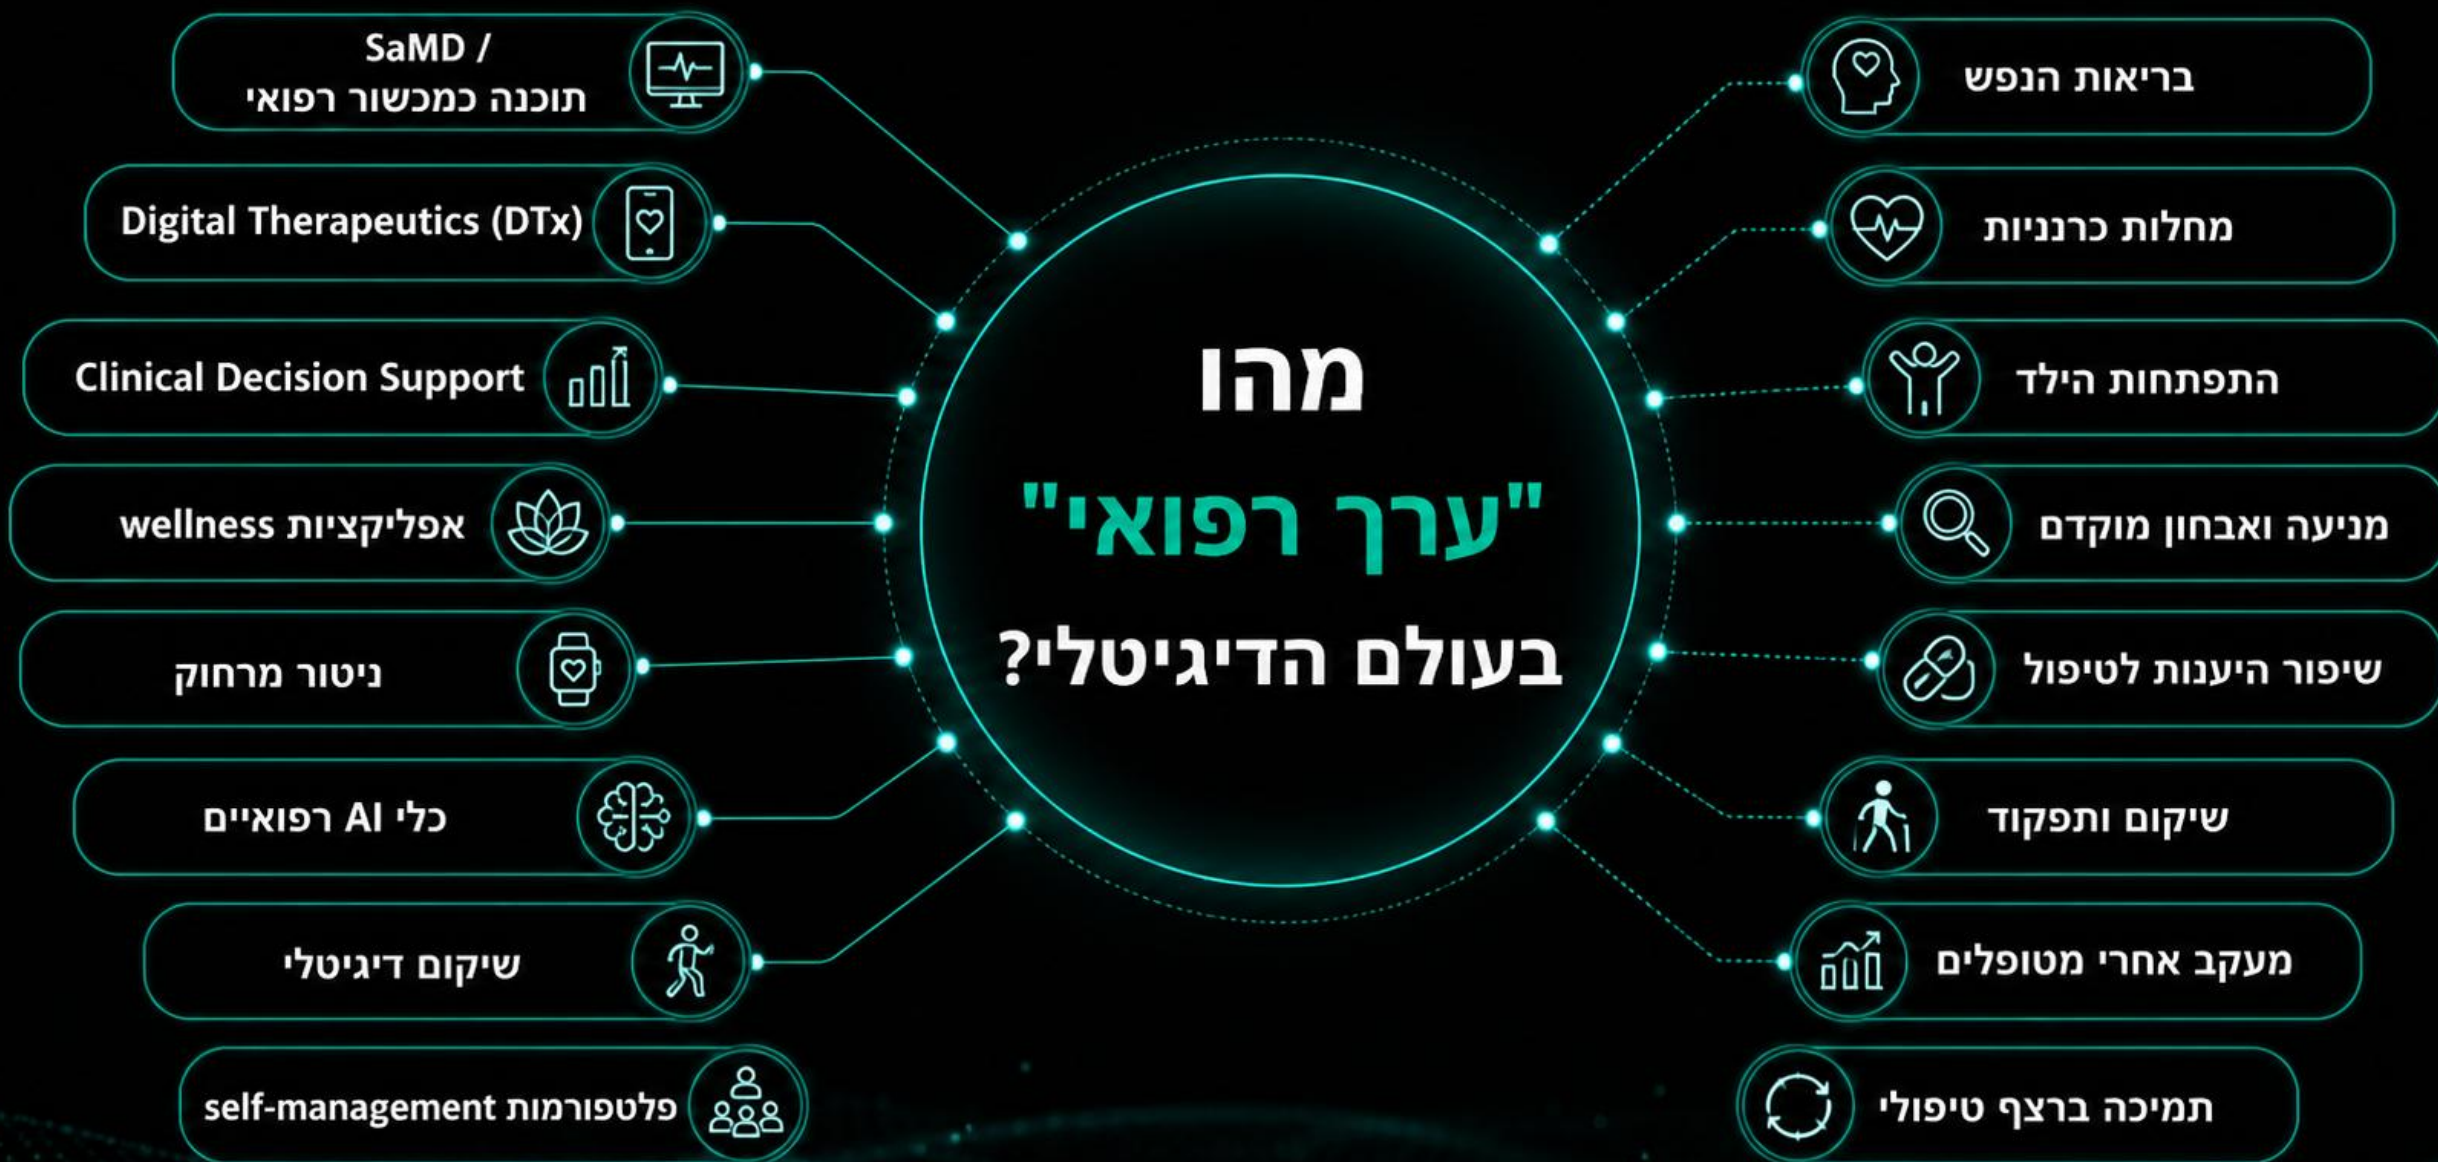 מהו
"ערך רפואי"
בעולם הדיגיטלי?
בריאות הנפש
מחלות כרנניות
התפתחות הילד
מניעה ואבחון מוקדם
שיפור היענות לטיפול
שיקום ותפקוד
מעקב אחרי מטופלים
תמיכה ברצף טיפולי
SaMD /
תוכנה כמכשור רפואי
Digital Therapeutics (DTx)
Clinical Decision Support
אפליקציות wellness
ניטור מרחוק
כלי AI רפואיים
שיקום דיגיטלי
פלטפורמות self-management